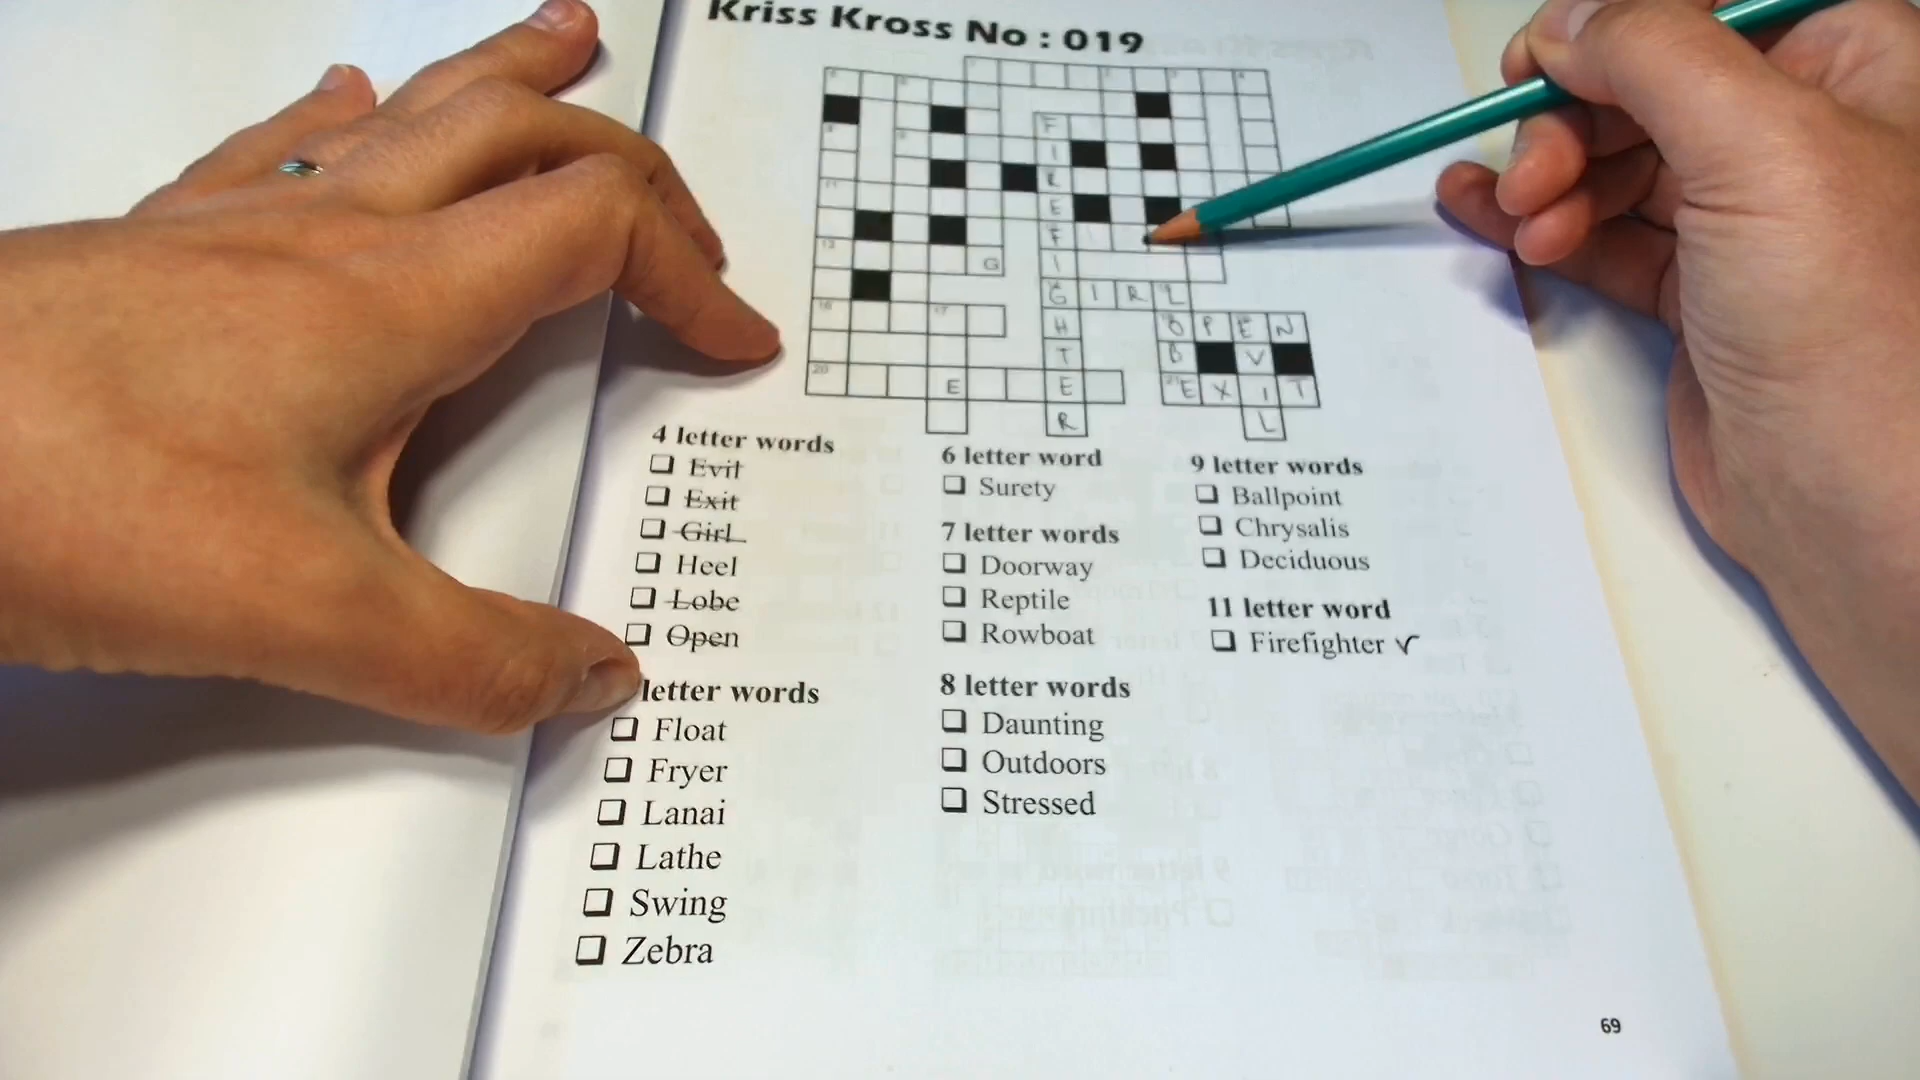 Kriss Kross No : 019
F
I
R
E
F
G I
G I R L
H O P E N
T B V
20 E E 21 E X I T
R L
4 letter words
Evil
Exit
Girl
Heel
Lobe
Open
letter words
Float
Fryer
Lanai
Lathe
Swing
Zebra
6 letter word
Surety
7 letter words
Doorway
Reptile
Rowboat
8 letter words
Daunting
Outdoors
Stressed
9 letter words
Ballpoint
Chrysalis
Deciduous
11 letter word
Firefighter ✓
69